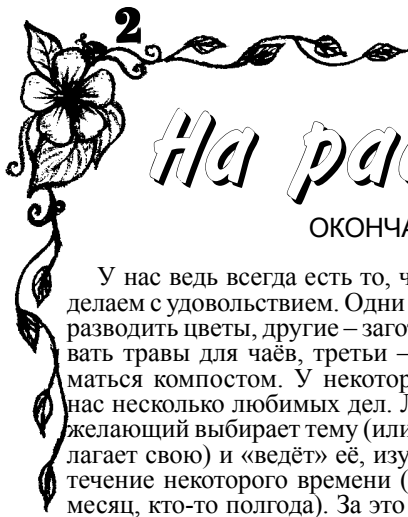 2
На рас
ОКОНЧА
У нас ведь всегда есть то, ч
делаем с удовольствием. Одни
разводить цветы, другие – загот
вать травы для чаёв, третьи –
маться компостом. У некотор
нас несколько любимых дел. Л
желающий выбирает тему (или
лагает свою) и «ведёт» её, изу
течение некоторого времени (
месяц, кто-то полгода). За это